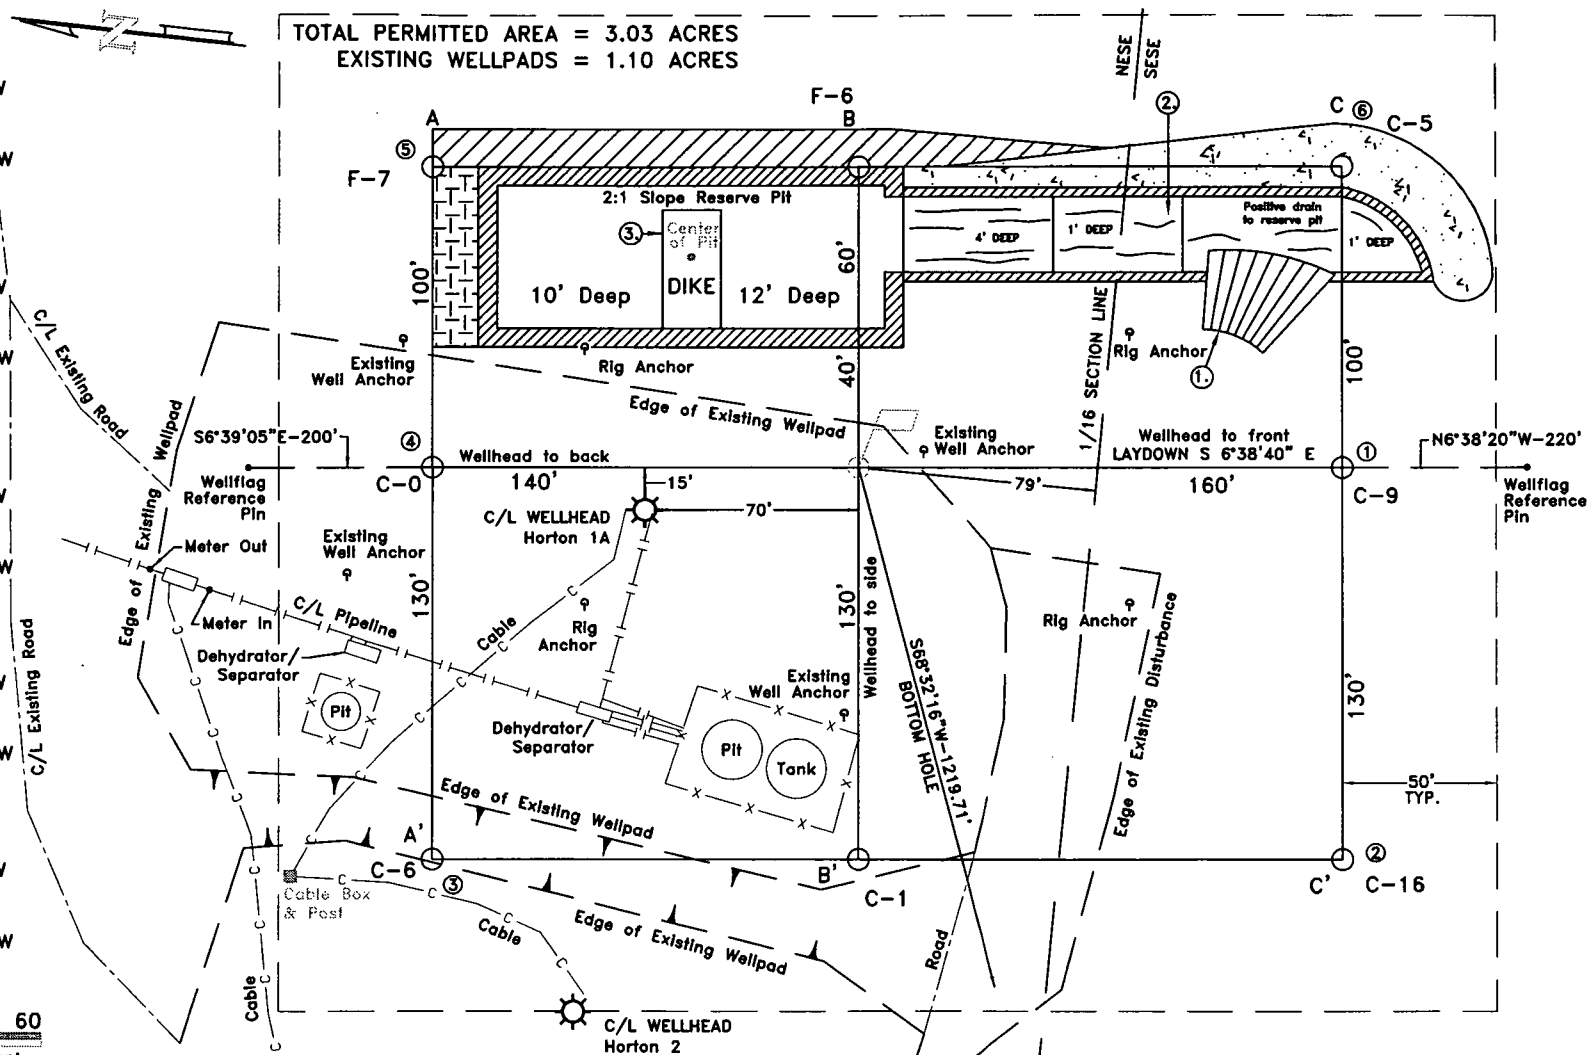 N
TOTAL PERMITTED AREA = 3.03 ACRES
EXISTING WELLPADS = 1.10 ACRES
NESE
SESE
F-6
A
B
C
6
C-5
2.
5
F-7
2:1 Slope Reserve Pit
Positive drain
to reserve pit
3.
Center
of Pit
DIKE
10' Deep
12' Deep
4' DEEP
1' DEEP
1' DEEP
100'
60'
40'
100'
C/L Existing Road
Existing
Well Anchor
Rig Anchor
Rig Anchor
1.
Edge of Existing Wellpad
Edge of Existing Wellpad
1/16 SECTION LINE
S6°39'05"E-200'
4
Wellhead to back
Existing
Well Anchor
Wellhead to front
LAYDOWN S 6°38'40" E
N6°38'20"W-220'
1
Wellflag
Reference
Pin
C-0
140'
15'
79'
160'
C-9
Wellflag
Reference
Pin
C/L WELLHEAD
Horton 1A
70'
Meter Out
Existing
Well Anchor
130'
130'
Wellhead to side
130'
Meter In
C/L Pipeline
Cable
Rig
Anchor
Rig Anchor
Dehydrator/
Separator
Pit
Existing
Well Anchor
Dehydrator/
Separator
Pit
Tank
S68°32'16"W-1219.71'
BOTTOM HOLE
Edge of Existing Disturbance
C/L Existing Road
50'
TYP.
Edge of Existing Wellpad
A'
C-6
3
B'
C-1
C'
2
C-16
Cable Box
& Post
Cable
Edge of Existing Wellpad
Road
Cable
60
C/L WELLHEAD
Horton 2